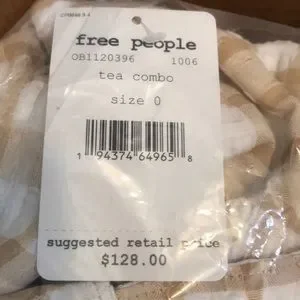 free people
OB1120396 1006
tea combo
size 0
1 94374 64965 8
suggested retail price
$128.00